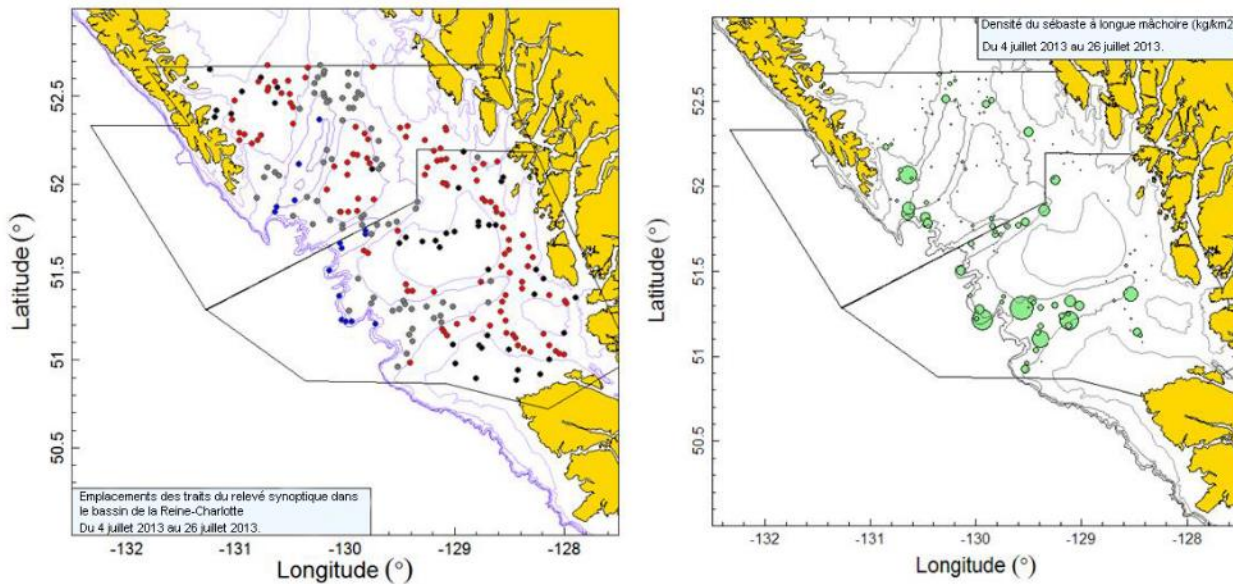 Latitude (°)
52.5
52
51.5
51
50.5
Emplacements des traits du relevé synoptique dans
le bassin de la Reine-Charlotte
Du 4 juillet 2013 au 26 juillet 2013.
-132
-131
-130
-129
-128
Longitude (°)
Densité du sébaste à longue mâchoire (kg/km2
Du 4 juillet 2013 au 26 juillet 2013.
Latitude (°)
52.5
52
51.5
51
50.5
-132
-131
-130
-129
-128
Longitude (°)